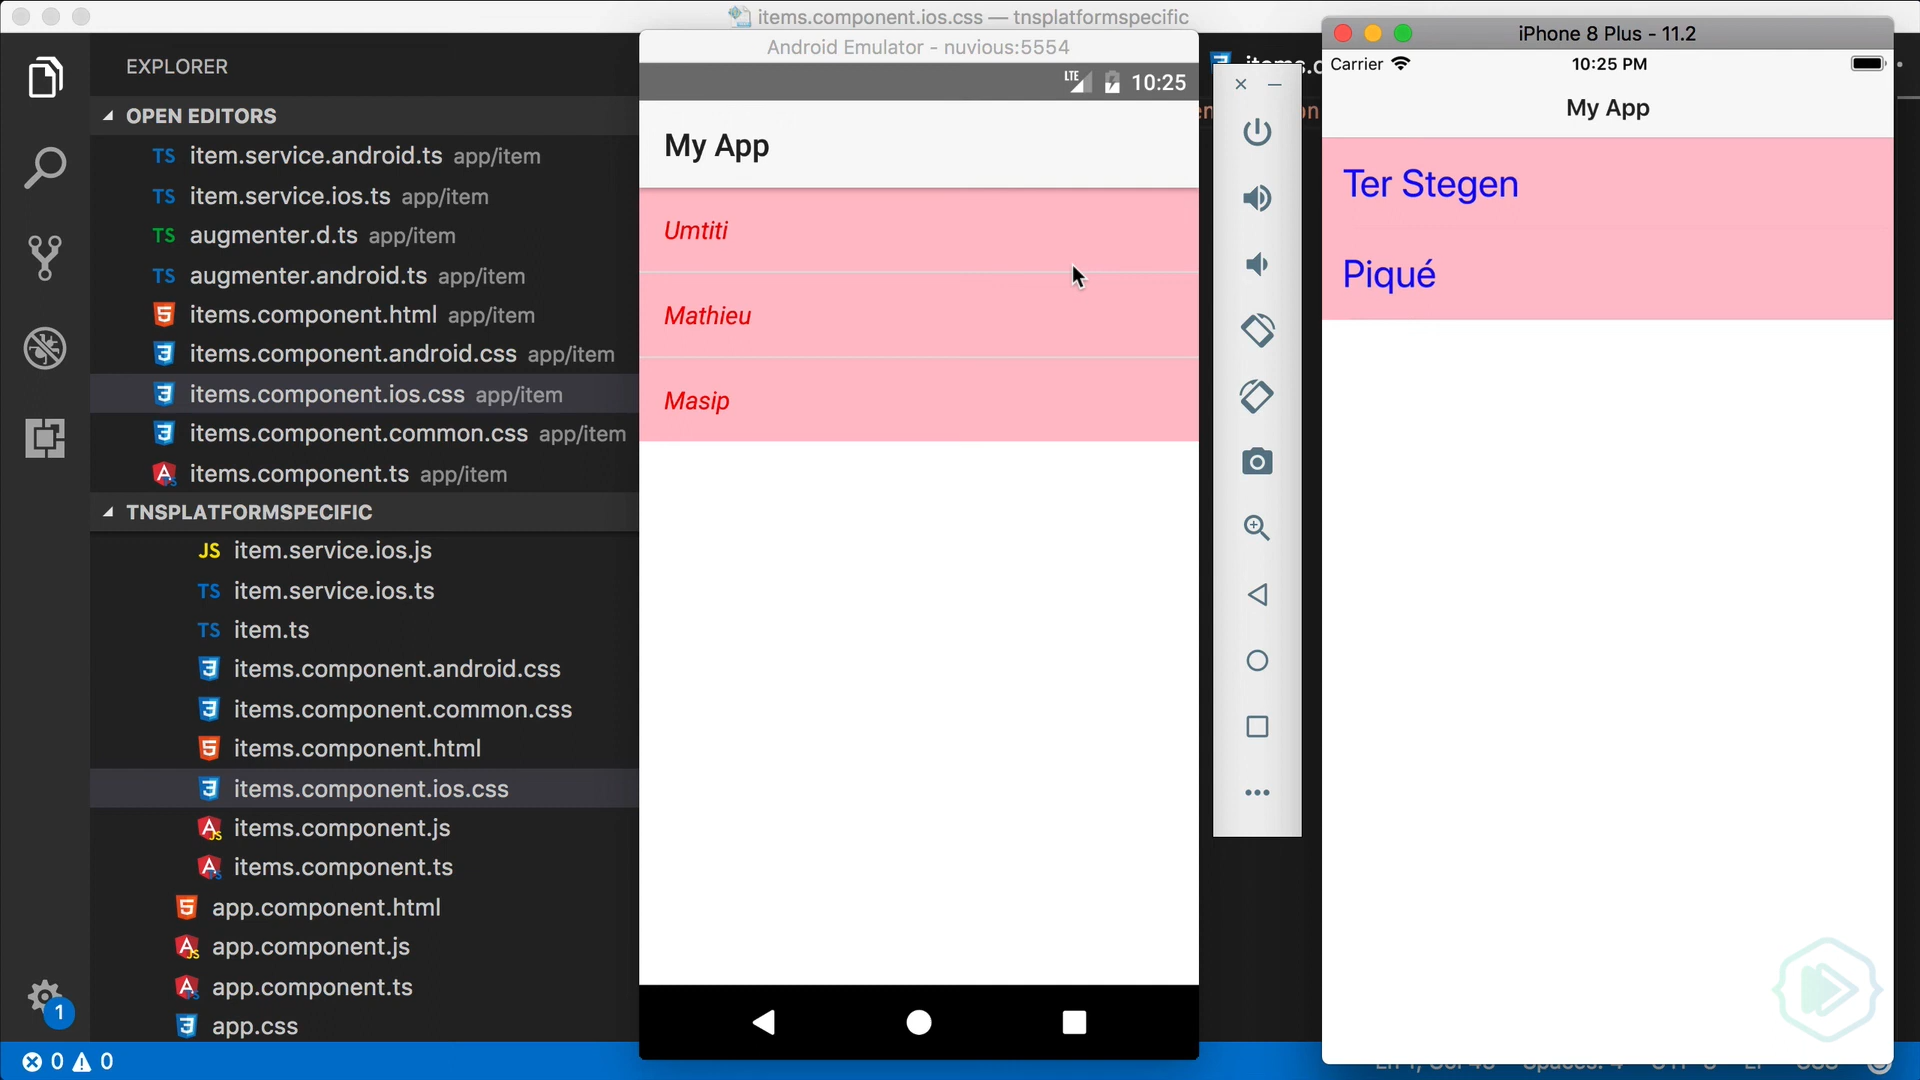 items.component.ios.css — tnsplatformspecific
EXPLORER
OPEN EDITORS
TS item.service.android.ts app/item
TS item.service.ios.ts app/item
TS augmenter.d.ts app/item
TS augmenter.android.ts app/item
items.component.html app/item
items.component.android.css app/item
items.component.ios.css app/item
items.component.common.css app/item
items.component.ts app/item
TNSPLATFORMSPECIFIC
JS item.service.ios.js
TS item.service.ios.ts
TS item.ts
items.component.android.css
items.component.common.css
items.component.html
items.component.ios.css
items.component.js
items.component.ts
app.component.html
app.component.js
app.component.ts
app.css
1
0 0
Android Emulator - nuvious:5554
LTE 10:25
My App
Umtiti
Mathieu
Masip
iPhone 8 Plus - 11.2
Carrier 10:25 PM
My App
Ter Stegen
Piqué